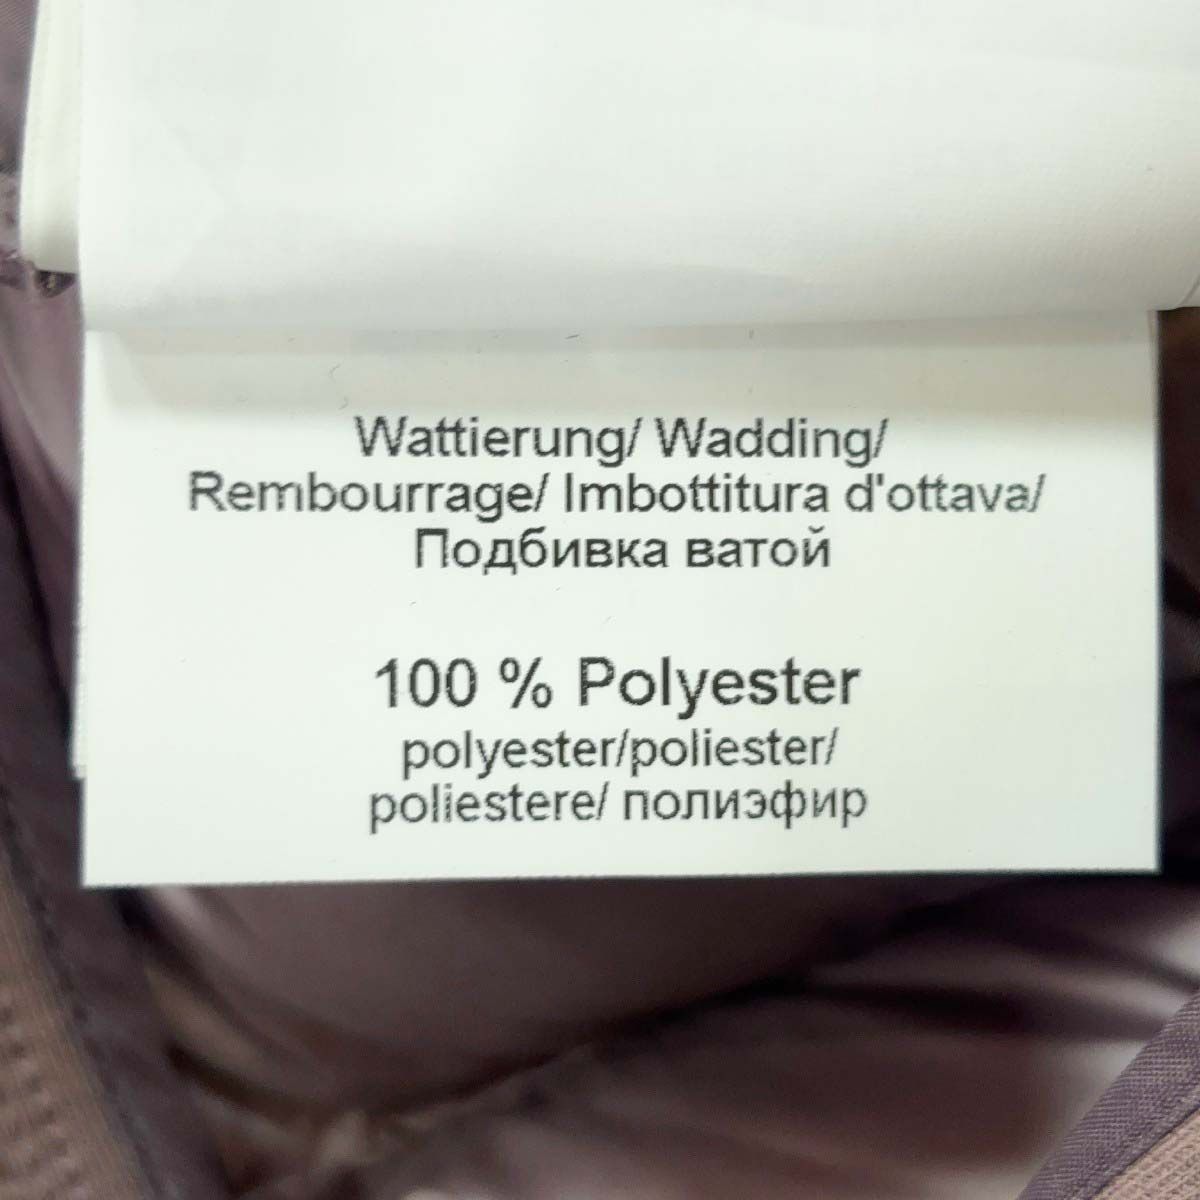 Wattierung/ Wadding/
Rembourrage/ Imbottitura d'ottava/
Подбивка ватой
100 % Polyester
polyester/poliester/
poliestere/ полиэфир